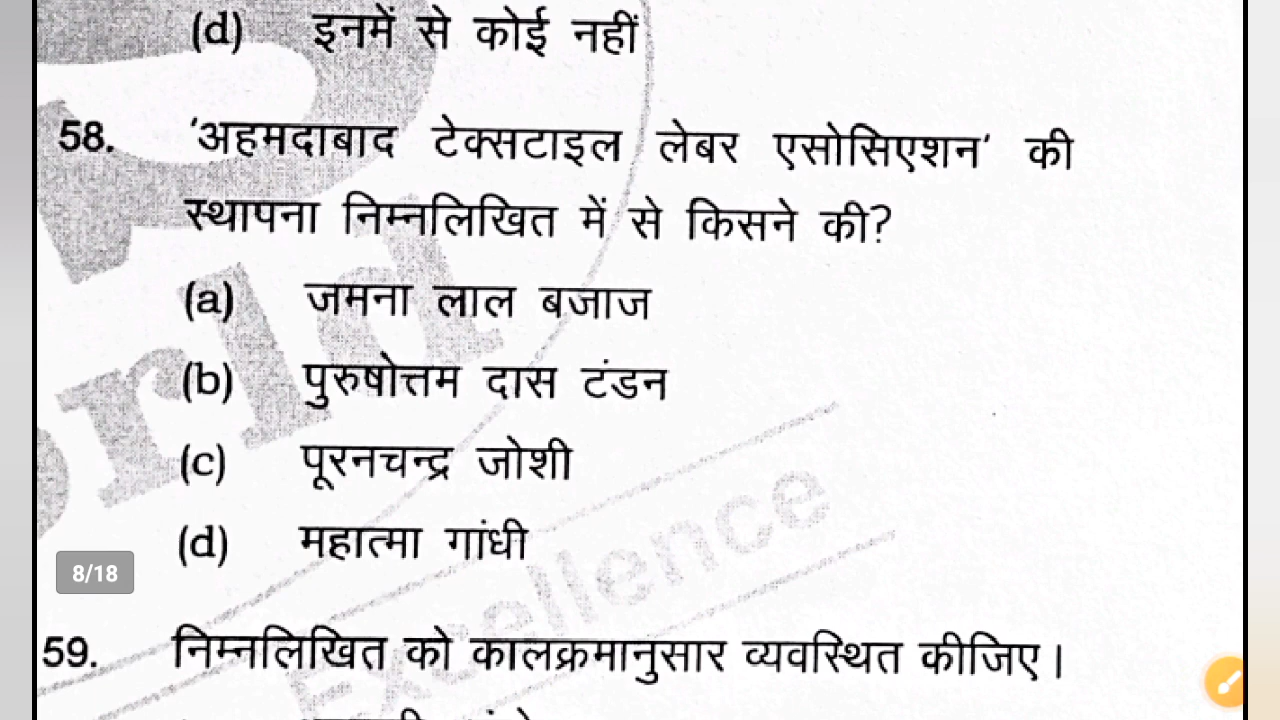 (d) इनमें से कोई नहीं
58. 'अहमदाबाद टेक्सटाइल लेबर एसोसिएशन' की
स्थापना निम्नलिखित में से किसने की?
(a) जमना लाल बजाज
(b) पुरुषोत्तम दास टंडन
(c) पूरनचन्द्र जोशी
(d) महात्मा गांधी
8/18
Excellence
59. निम्नलिखित को कालक्रमानुसार व्यवस्थित कीजिए।